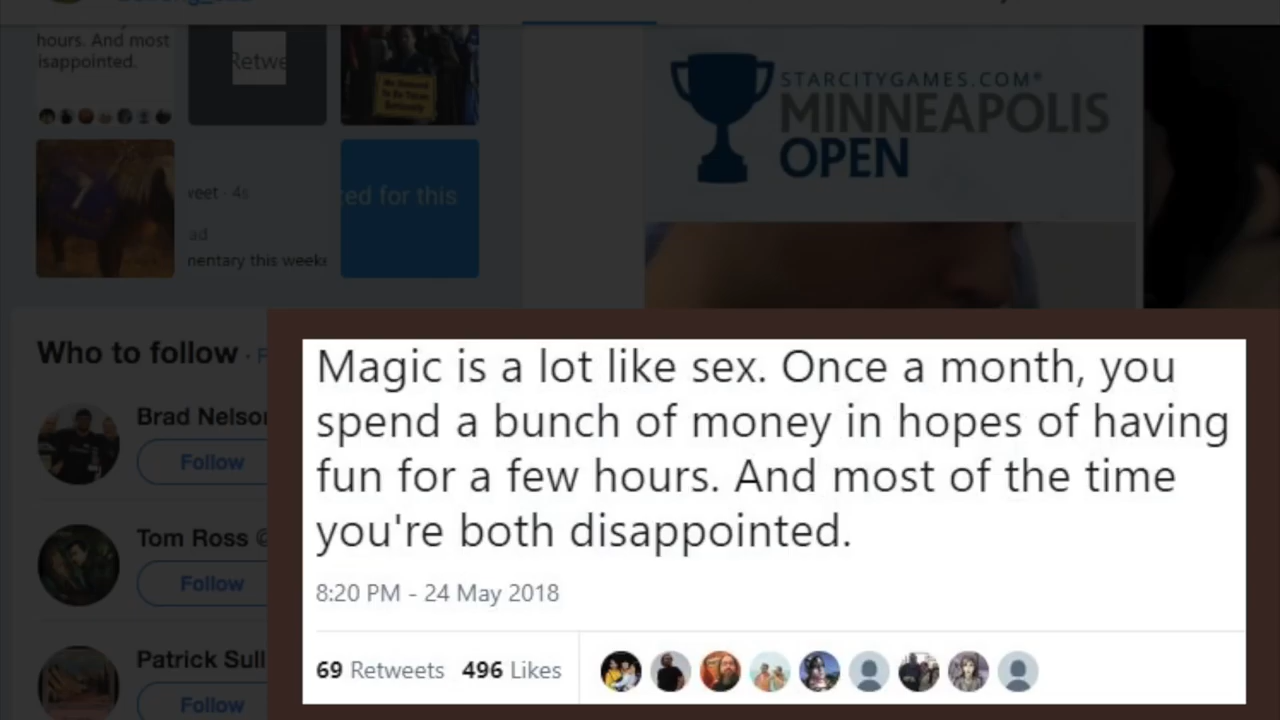 hours. And most
isappointed.
Retwe
STARCITYGAMES.COM®
MINNEAPOLIS
OPEN
7
veet · 4s
ed for this
ad
nentary this weeke
Who to follow
Brad Nelson
Follow
Tom Ross
Follow
Patrick Sull
Follow
Magic is a lot like sex. Once a month, you
spend a bunch of money in hopes of having
fun for a few hours. And most of the time
you're both disappointed.
8:20 PM - 24 May 2018
69 Retweets 496 Likes